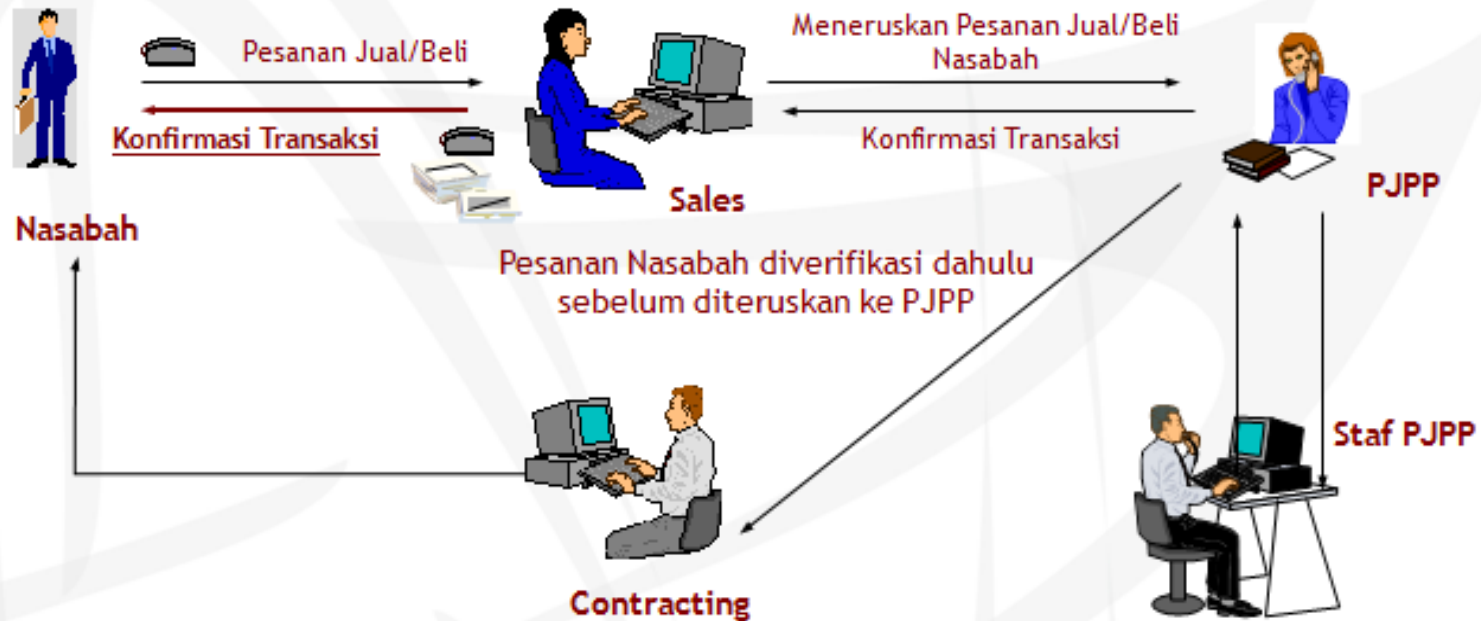 Pesanan Jual/Beli
Konfirmasi Transaksi
Nasabah
Sales
Meneruskan Pesanan Jual/Beli
Nasabah
Konfirmasi Transaksi
PJPP
Pesanan Nasabah diverifikasi dahulu
sebelum diteruskan ke PJPP
Staf PJPP
Contracting